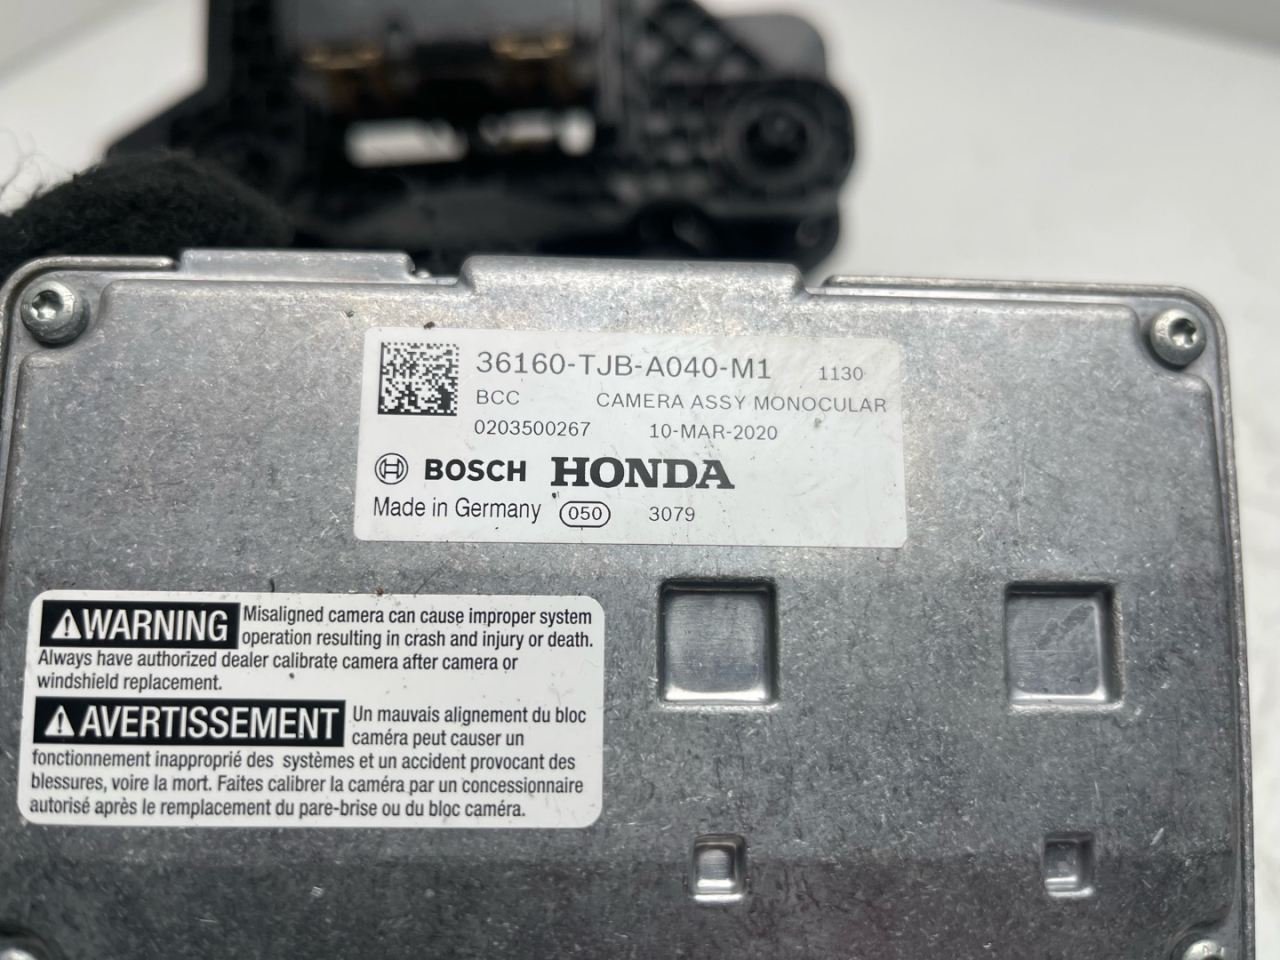 36160-TJB-A040-M1 1130
BCC CAMERA ASSY MONOCULAR
0203500267 10-MAR-2020
BOSCH HONDA
Made in Germany 050 3079
WARNING Misaligned camera can cause improper system
operation resulting in crash and injury or death.
Always have authorized dealer calibrate camera after camera or
windshield replacement.
AVERTISSEMENT Un mauvais alignement du bloc
caméra peut causer un
fonctionnement inapproprié des systèmes et un accident provocant des
blessures, voire la mort. Faites calibrer la caméra par un concessionnaire
autorisé après le remplacement du pare-brise ou du bloc caméra.